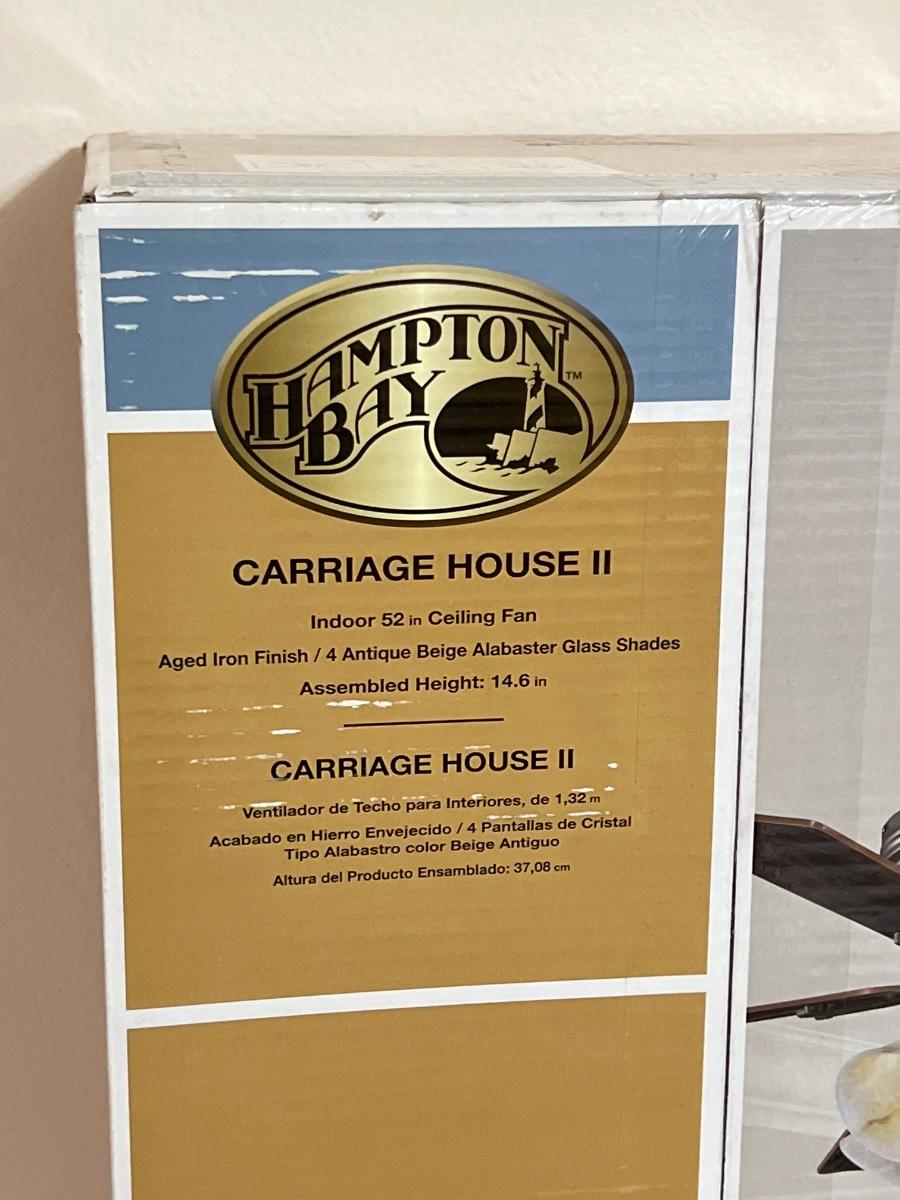 HAMPTON
BAY
TM
CARRIAGE HOUSE II
Indoor 52 in Ceiling Fan
Aged Iron Finish / 4 Antique Beige Alabaster Glass Shades
Assembled Height: 14.6 in
CARRIAGE HOUSE II
Ventilador de Techo para Interiores, de 1,32 m
Acabado en Hierro Envejecido / 4 Pantallas de Cristal
Tipo Alabastro color Beige Antiguo
Altura del Producto Ensamblado: 37,08 cm